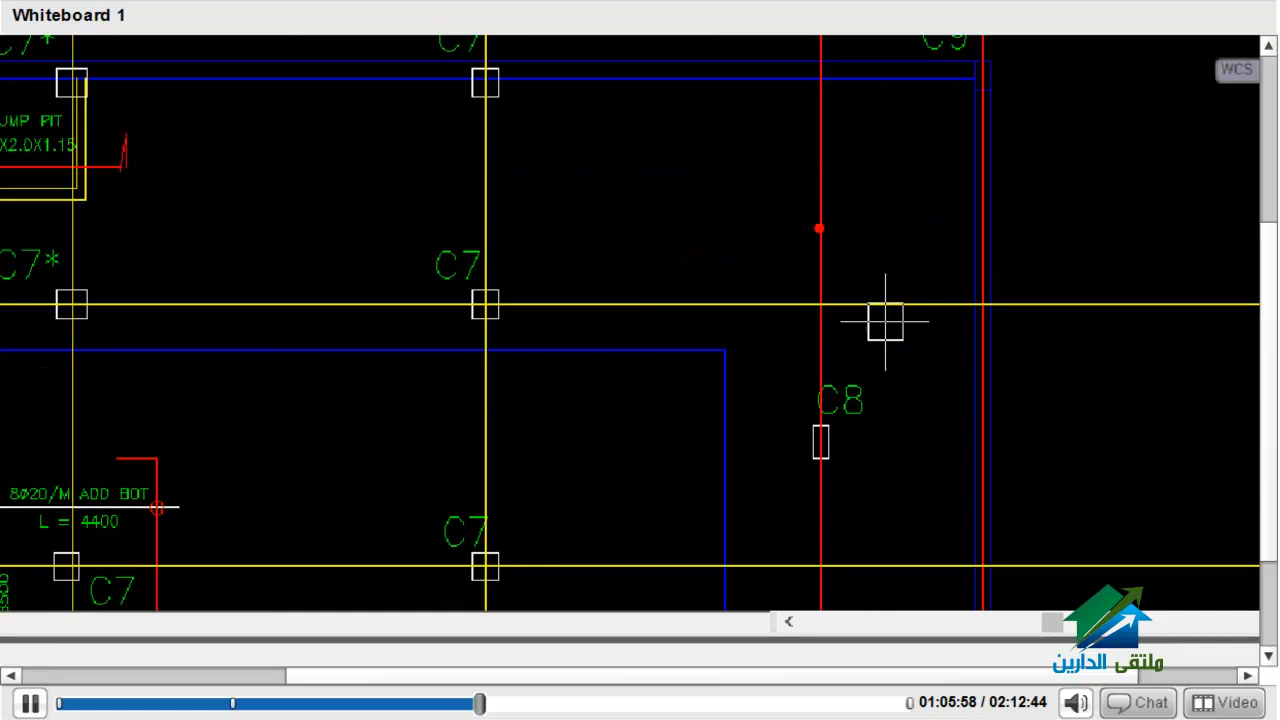 Whiteboard 1
C7*
C7
C9
WCS
UMP PIT
X2.0X1.15
C7*
C7
C8
8ø20/M ADD BOT
L = 4400
C7
C7
ملتقى الدارين
01:05:58 / 02:12:44
Chat
Video